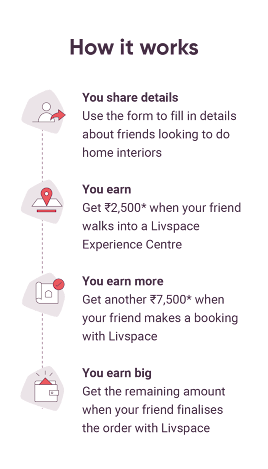 How it works
You share details
Use the form to fill in details
about friends looking to do
home interiors
You earn
Get ₹2,500* when your friend
walks into a Livspace
Experience Centre
You earn more
Get another ₹7,500* when
your friend makes a booking
with Livspace
You earn big
Get the remaining amount
when your friend finalises
the order with Livspace